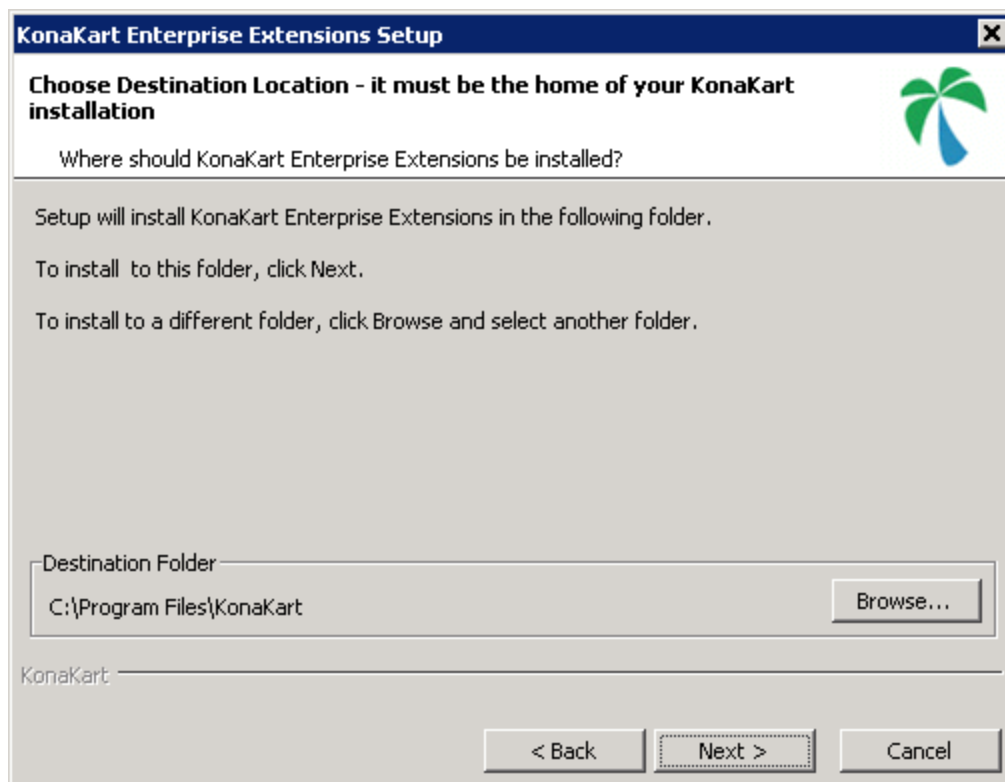 KonaKart Enterprise Extensions Setup
Choose Destination Location - it must be the home of your KonaKart
installation
Where should KonaKart Enterprise Extensions be installed?
Setup will install KonaKart Enterprise Extensions in the following folder.
To install  to this folder, click Next.
To install to a different folder, click Browse and select another folder.
Destination Folder
C:\Program Files\KonaKart
Browse...
KonaKart
< Back
Next >
Cancel